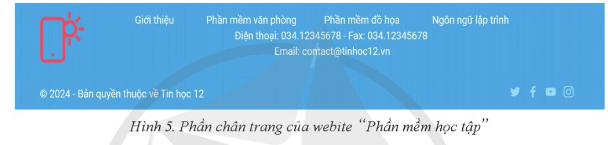 Giới thiệu Phần mềm văn phòng Phần mềm đồ họa Ngôn ngữ lập trình
Điện thoại: 034.12345678 - Fax: 034.12345678
Email: contact@tinhoc12.vn
© 2024 - Bản quyền thuộc về Tin học 12
Hình 5. Phần chân trang của webite “Phần mềm học tập”